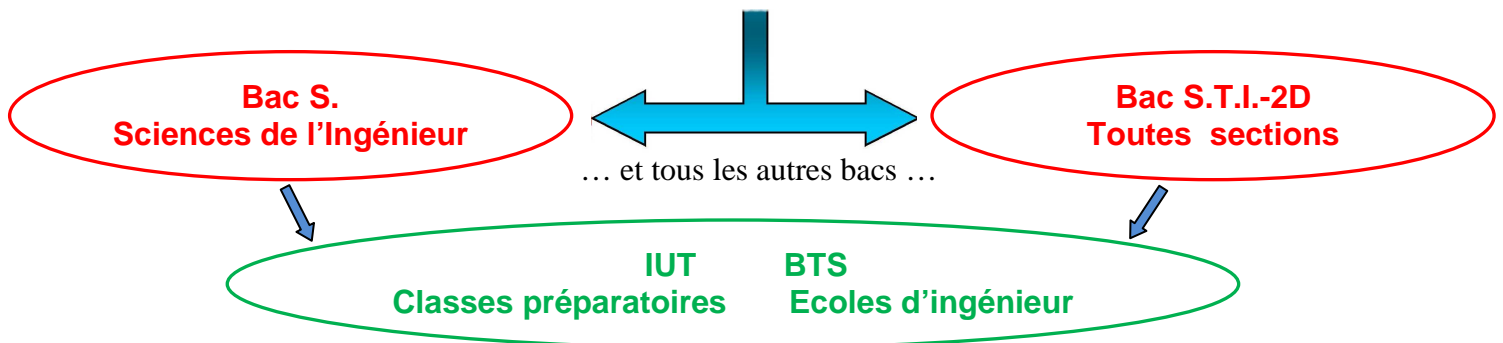 Bac S.
Sciences de l'Ingénieur
Bac S.T.I.-2D
Toutes sections
… et tous les autres bacs …
IUT BTS
Classes préparatoires Ecoles d'ingénieur